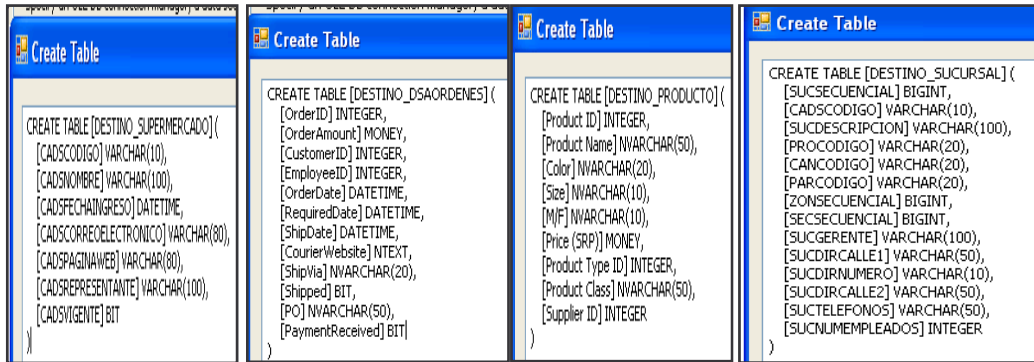 Create Table
CREATE TABLE [DESTINO_SUPERMERCADO] (
[CADSCODIGO] VARCHAR(10),
[CADSNOMBRE] VARCHAR(100),
[CADSFECHAINGRESO] DATETIME,
[CADSCORREOELECTRONICO] VARCHAR(80),
[CADSPAGINAWEB] VARCHAR(80),
[CADSREPRESENTANTE] VARCHAR(100),
[CADSVIGENTE] BIT
)
Create Table
CREATE TABLE [DESTINO_DSAORDENES] (
[OrderID] INTEGER,
[OrderAmount] MONEY,
[CustomerID] INTEGER,
[EmployeeID] INTEGER,
[OrderDate] DATETIME,
[RequiredDate] DATETIME,
[ShipDate] DATETIME,
[CourierWebsite] NTEXT,
[ShipVia] NVARCHAR(20),
[Shipped] BIT,
[PO] NVARCHAR(50),
[PaymentReceived] BIT
)
Create Table
CREATE TABLE [DESTINO_PRODUCTO] (
[Product ID] INTEGER,
[Product Name] NVARCHAR(50),
[Color] NVARCHAR(20),
[Size] NVARCHAR(10),
[M/F] NVARCHAR(10),
[Price (SRP)] MONEY,
[Product Type ID] INTEGER,
[Product Class] NVARCHAR(50),
[Supplier ID] INTEGER
)
Create Table
CREATE TABLE [DESTINO_SUCURSAL] (
[SUCSECUENCIAL] BIGINT,
[CADSCODIGO] VARCHAR(10),
[SUCDESCRIPCION] VARCHAR(100),
[PROCODIGO] VARCHAR(20),
[CANCODIGO] VARCHAR(20),
[PARCODIGO] VARCHAR(20),
[ZONSECUENCIAL] BIGINT,
[SECSECUENCIAL] BIGINT,
[SUCGERENTE] VARCHAR(100),
[SUCDIRCALLE1] VARCHAR(50),
[SUCDIRNUMERO] VARCHAR(10),
[SUCDIRCALLE2] VARCHAR(50),
[SUCTELEFONOS] VARCHAR(50),
[SUCNUMEMPLEADOS] INTEGER
)